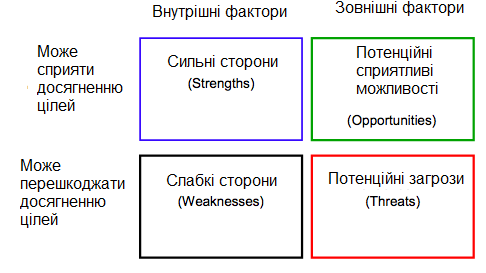 Внутрішні фактори
Зовнішні фактори
Може
сприяти
досягненню
цілей
Сильні сторони
(Strengths)
Потенційні
сприятливі
можливості
(Opportunities)
Може
перешкоджати
досягненню
цілей
Слабкі сторони
(Weaknesses)
Потенційні загрози
(Threats)